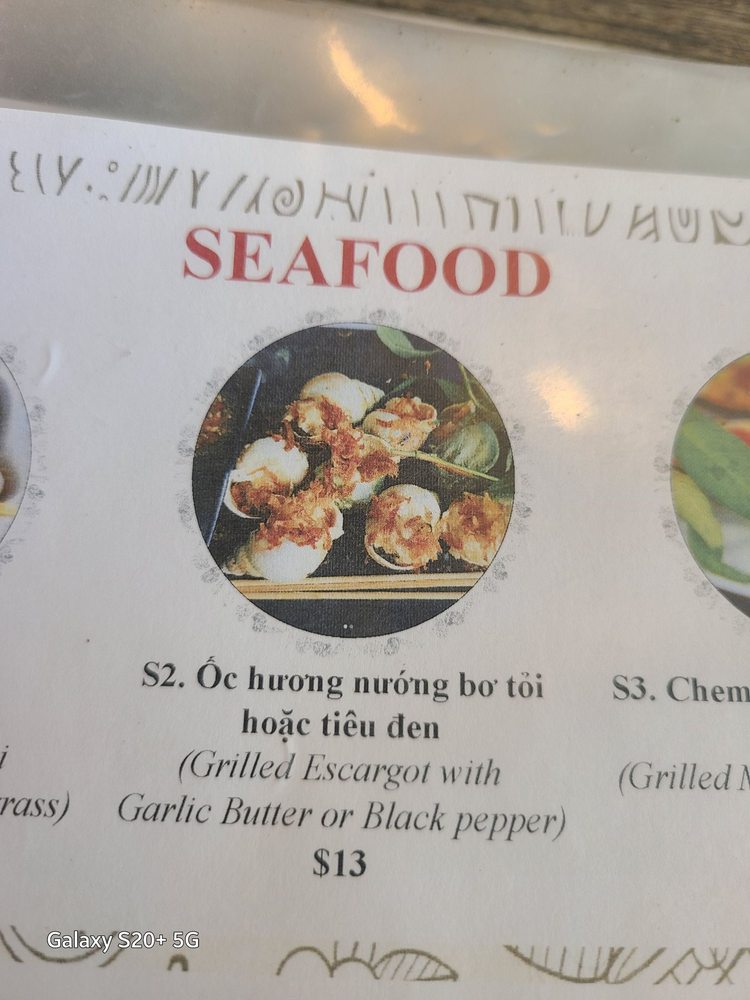 SEAFOOD
S2. Ốc hương nướng bơ tỏi
hoặc tiêu đen
(Grilled Escargot with
Garlic Butter or Black pepper)
$13
S3. Chem
(Grilled
rass)
Galaxy S20+ 5G